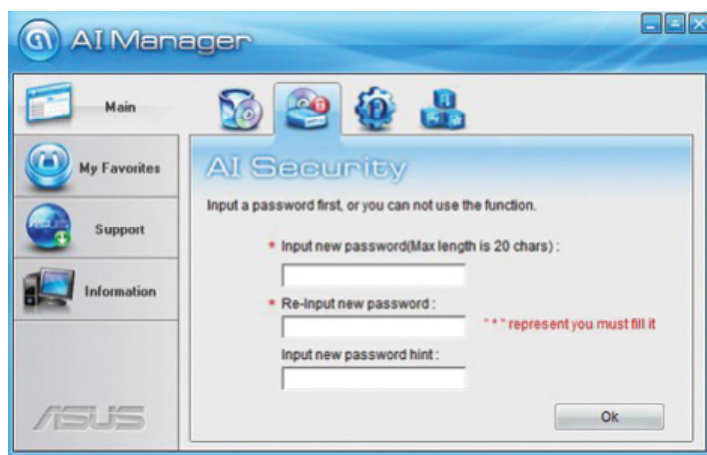 AI Manager
Main
My Favorites
Support
Information
ASUS
AI Security
Input a password first, or you can not use the function.
* Input new password(Max length is 20 chars) :
* Re-Input new password :
"*" represent you must fill it
Input new password hint :
Ok